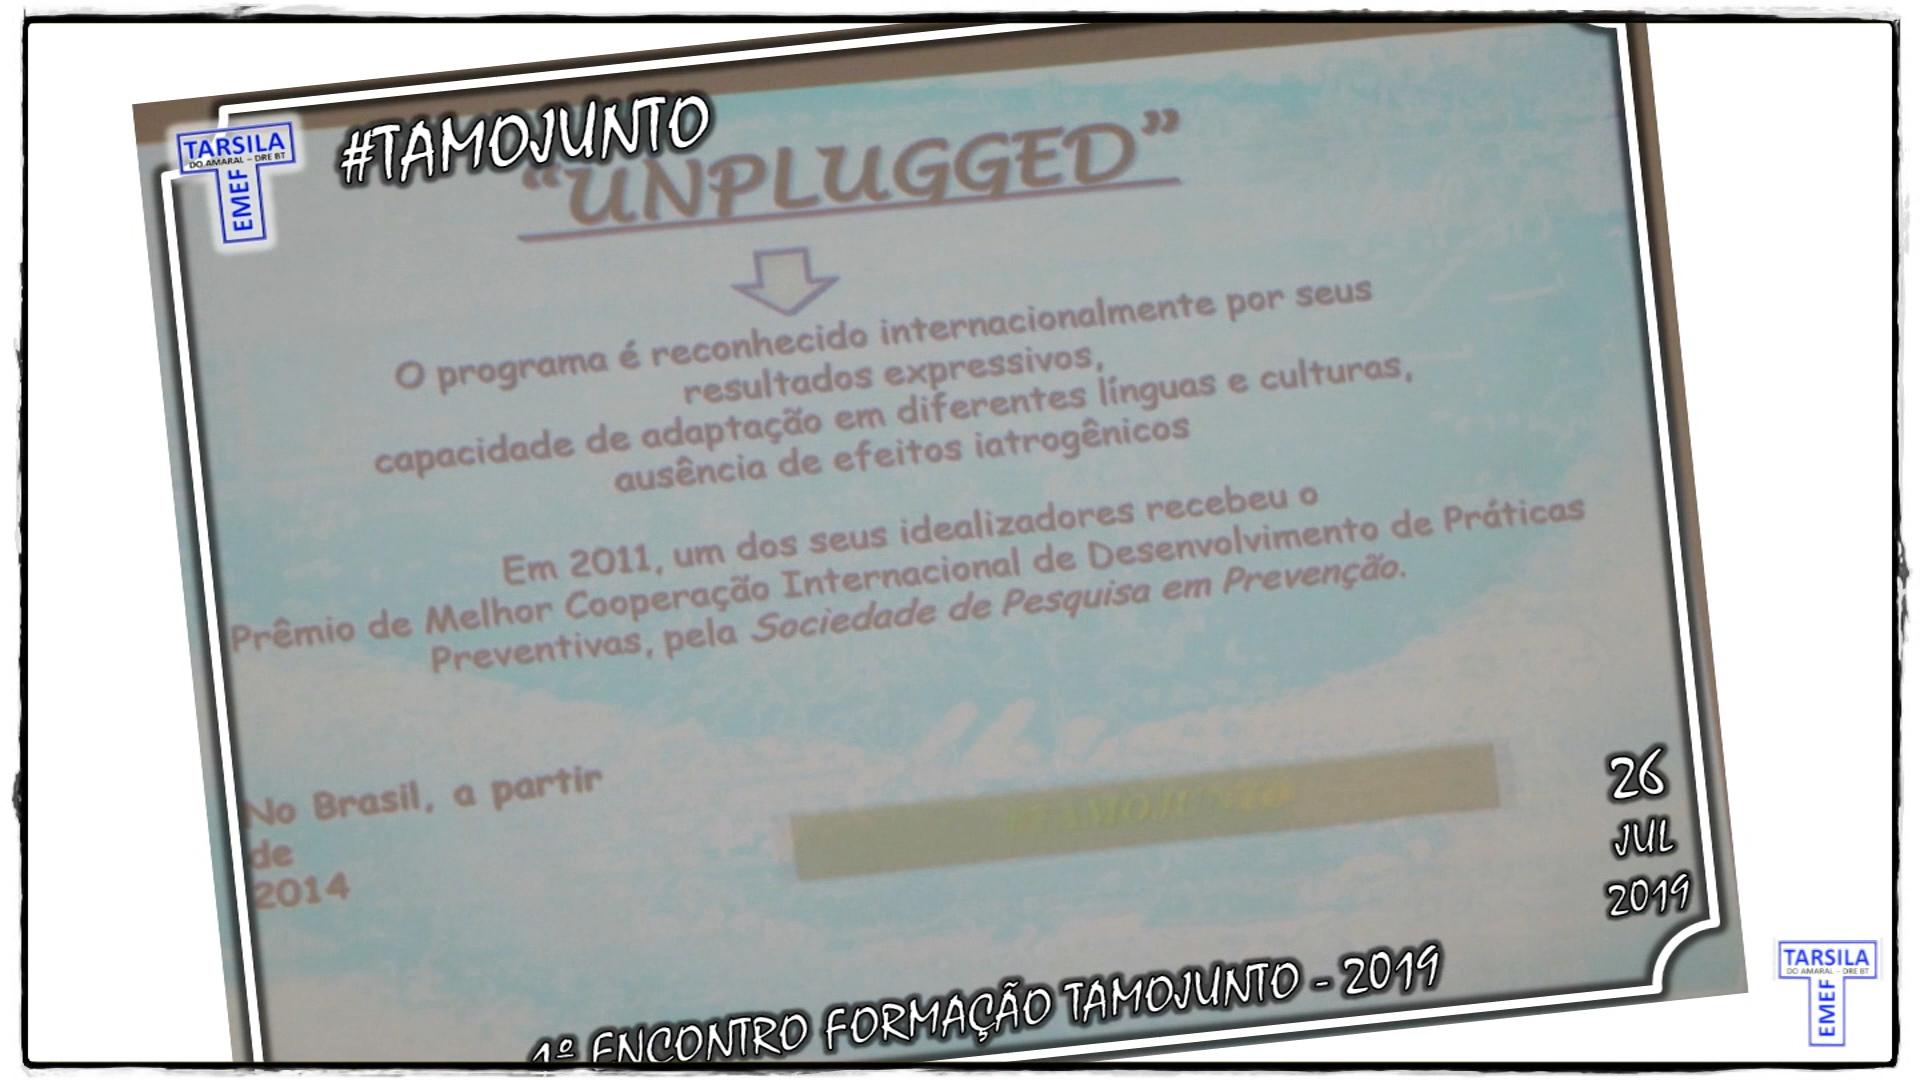 #TAMOJUNTO
TARSILA
DO AMARAL – DRE BT
EMEF
“UNPLUGGED”
O programa é reconhecido internacionalmente por seus
resultados expressivos,
capacidade de adaptação em diferentes línguas e culturas,
ausência de efeitos iatrogênicos
Em 2011, um dos seus idealizadores recebeu o
Prêmio de Melhor Cooperação Internacional de Desenvolvimento de Práticas
Preventivas, pela Sociedade de Pesquisa em Prevenção.
No Brasil, a partir
de
2014
#TAMOJUNTO
26
JUL
2019
1º ENCONTRO FORMAÇÃO TAMOJUNTO - 2019
TARSILA
DO AMARAL – DRE BT
EMEF